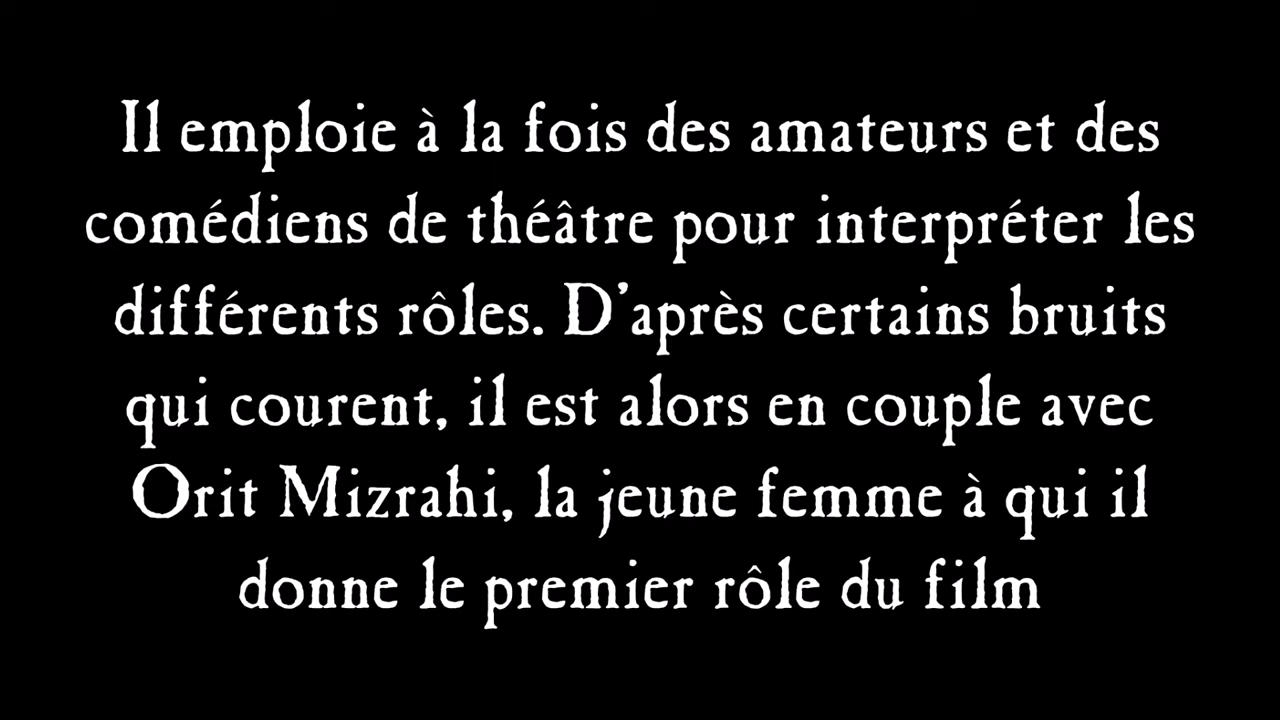 Il emploie à la fois des amateurs et des
comédiens de théâtre pour interpréter les
différents rôles. D'après certains bruits
qui courent, il est alors en couple avec
Orit Mizrahi, la jeune femme à qui il
donne le premier rôle du film